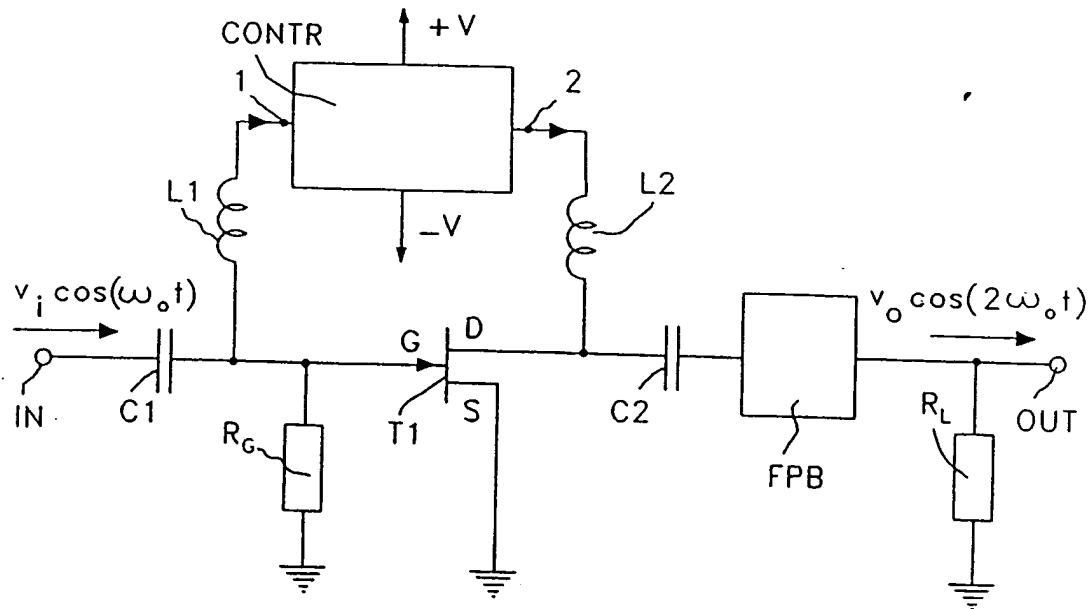 CONTR
+V
1
2
L1
L2
−V
v_i cos(ω_o t)
v_o cos(2ω_o t)
G
D
S
IN
C1
T1
C2
R_G
R_L
OUT
FPB